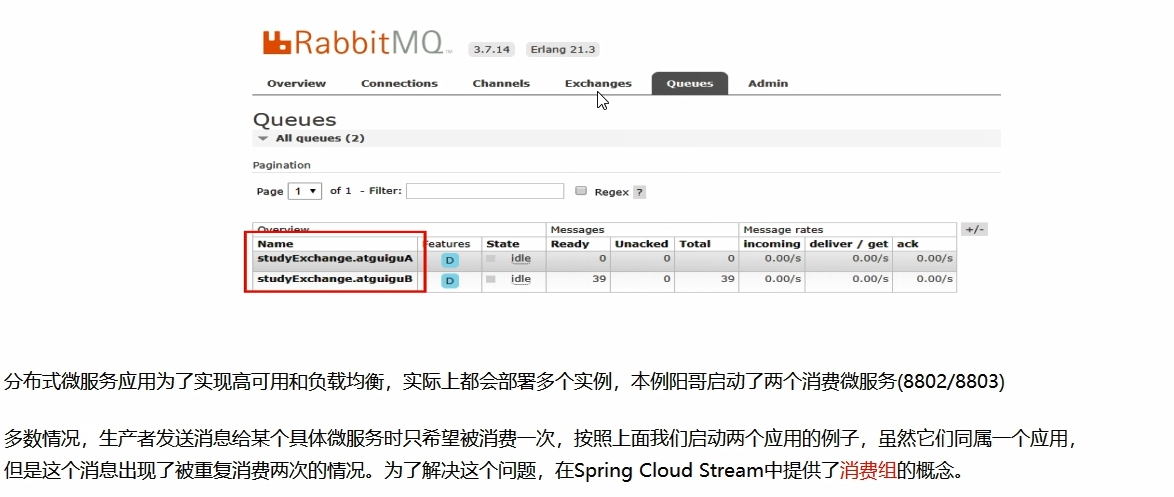 RabbitMQ TM 3.7.14 Erlang 21.3
Overview Connections Channels Exchanges Queues Admin
Queues
All queues (2)
Pagination
Page 1 of 1 - Filter: Regex ?
Overview Messages Message rates +/-
Name Features State Ready Unacked Total incoming deliver / get ack
studyExchange.atguiguA D idle 0 0 0 0.00/s 0.00/s 0.00/s
studyExchange.atguiguB D idle 39 0 39 0.00/s 0.00/s 0.00/s
分布式微服务应用为了实现高可用和负载均衡，实际上都会部署多个实例，本例阳哥启动了两个消费微服务(8802/8803)
多数情况，生产者发送消息给某个具体微服务时只希望被消费一次，按照上面我们启动两个应用的例子，虽然它们同属一个应用，
但是这个消息出现了被重复消费两次的情况。为了解决这个问题，在Spring Cloud Stream中提供了消费组的概念。